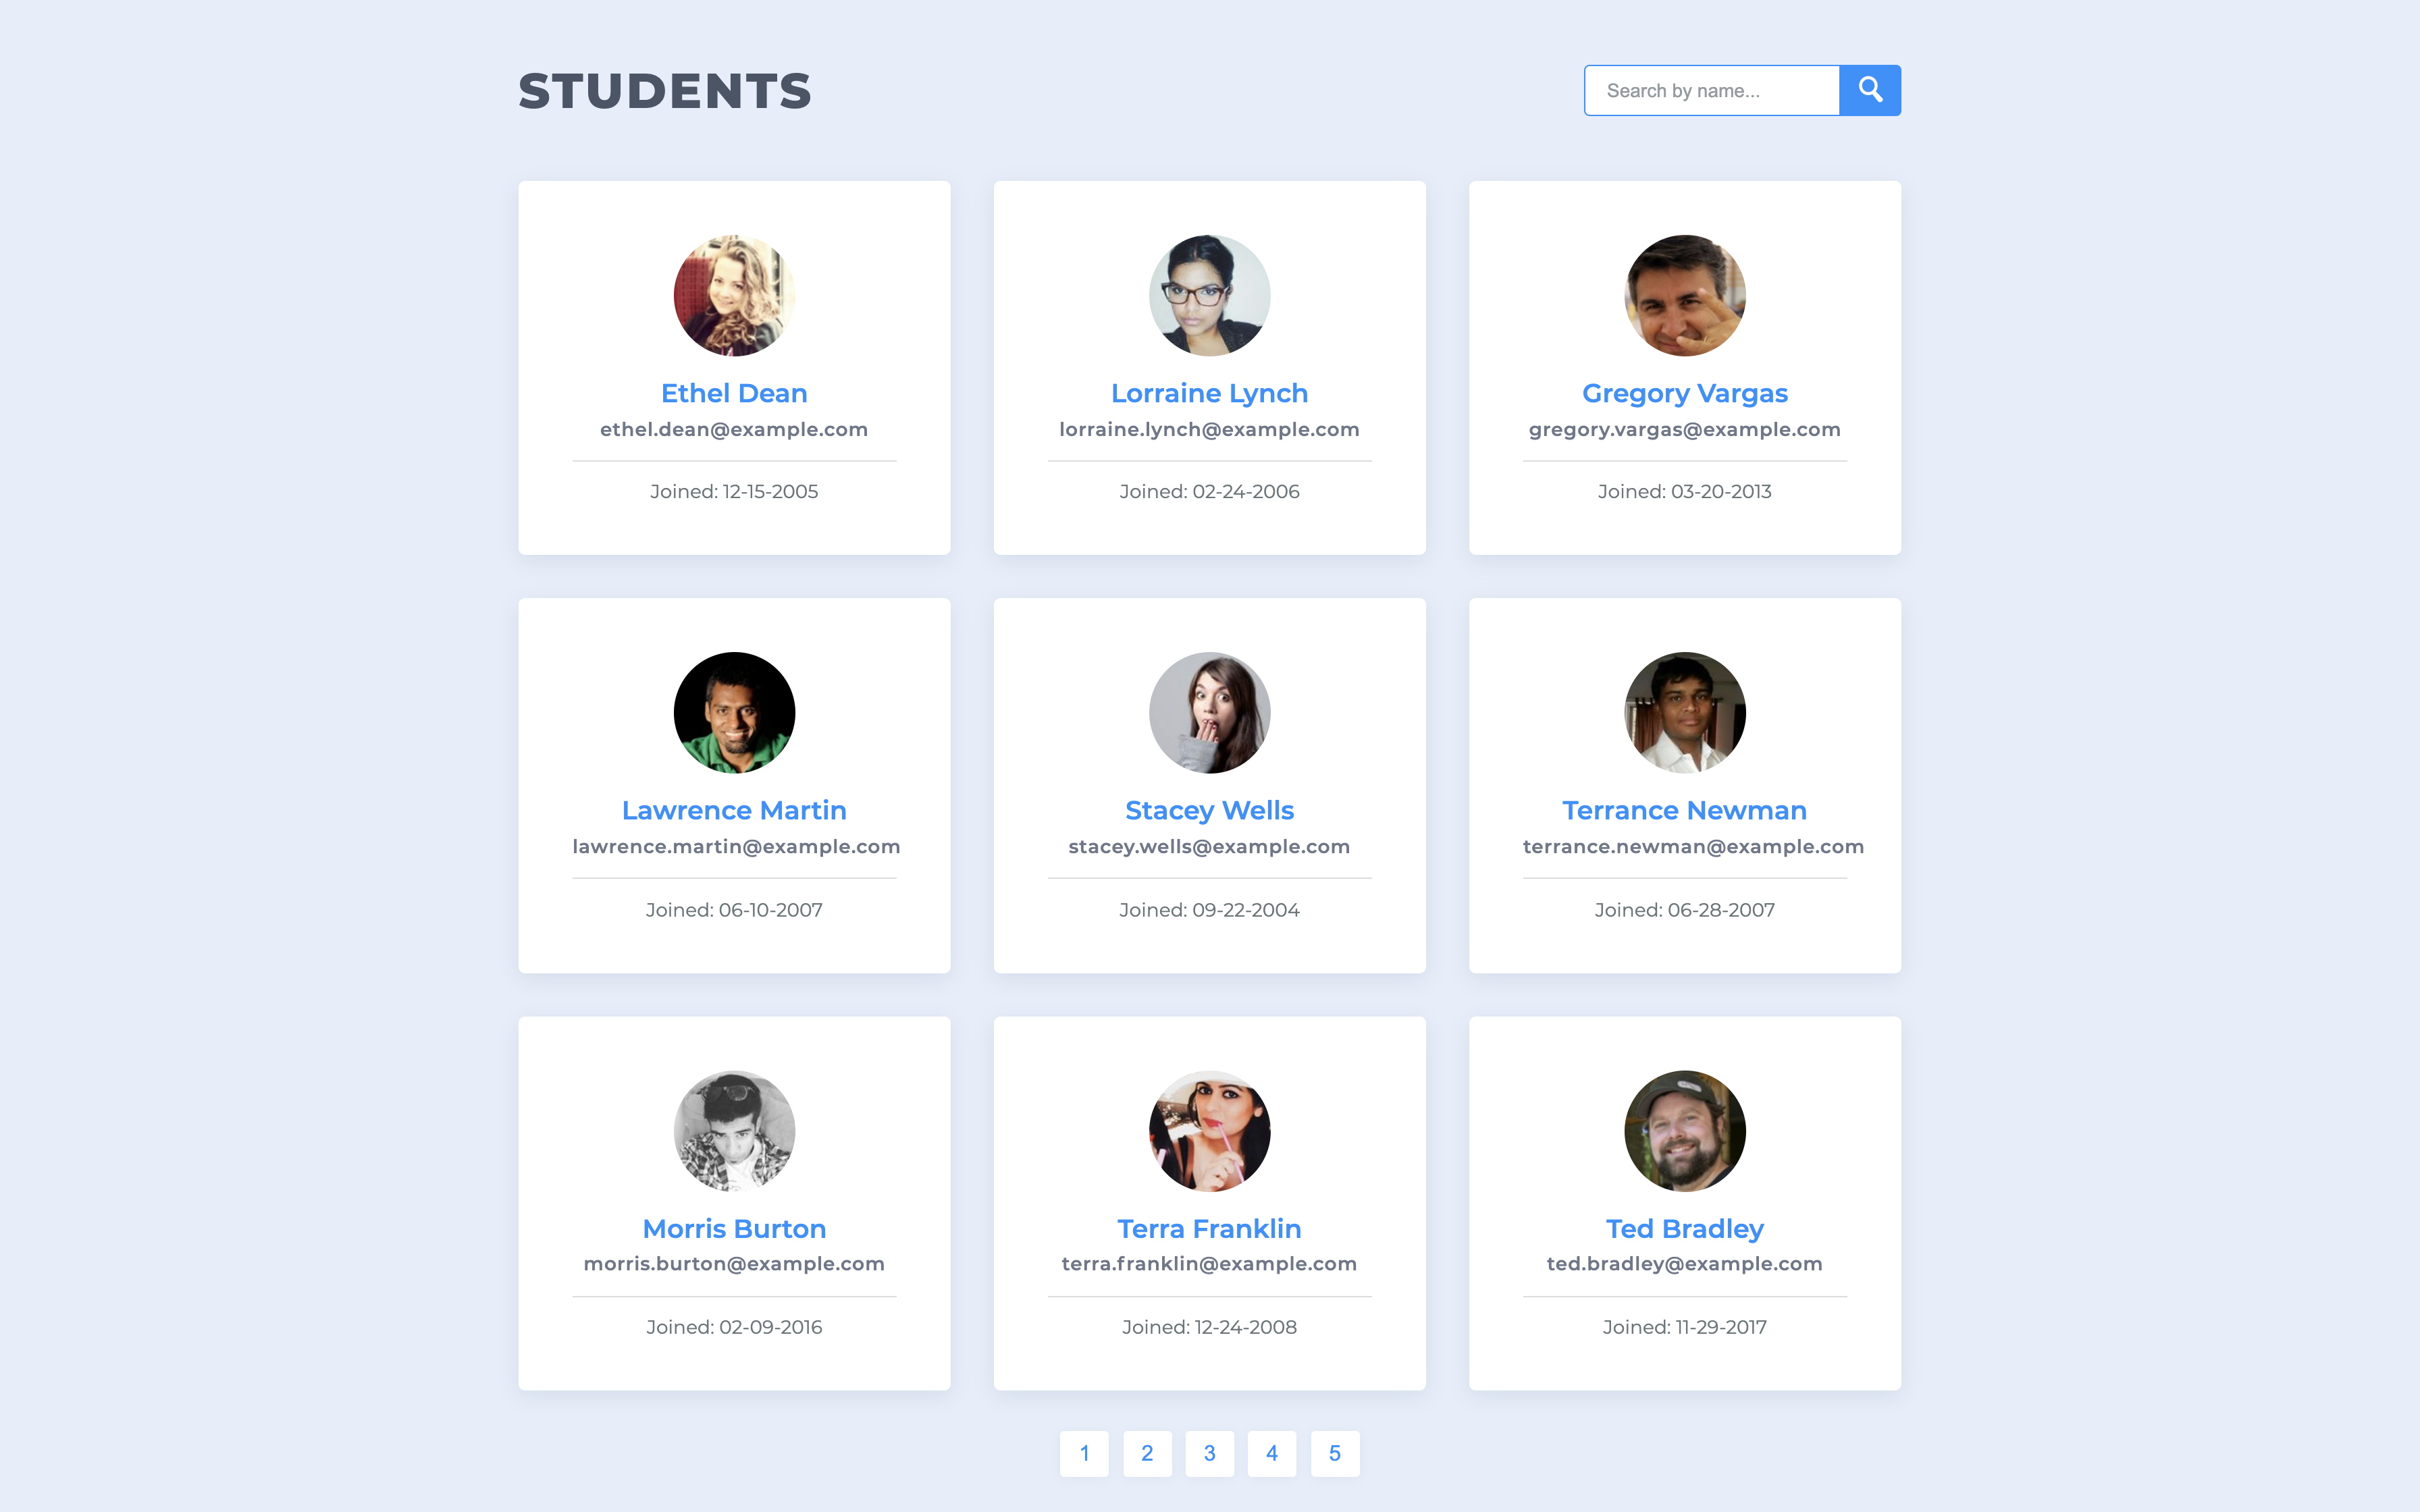 STUDENTS
Search by name...
Ethel Dean
ethel.dean@example.com
Joined: 12-15-2005
Lorraine Lynch
lorraine.lynch@example.com
Joined: 02-24-2006
Gregory Vargas
gregory.vargas@example.com
Joined: 03-20-2013
Lawrence Martin
lawrence.martin@example.com
Joined: 06-10-2007
Stacey Wells
stacey.wells@example.com
Joined: 09-22-2004
Terrance Newman
terrance.newman@example.com
Joined: 06-28-2007
Morris Burton
morris.burton@example.com
Joined: 02-09-2016
Terra Franklin
terra.franklin@example.com
Joined: 12-24-2008
Ted Bradley
ted.bradley@example.com
Joined: 11-29-2017
1 2 3 4 5